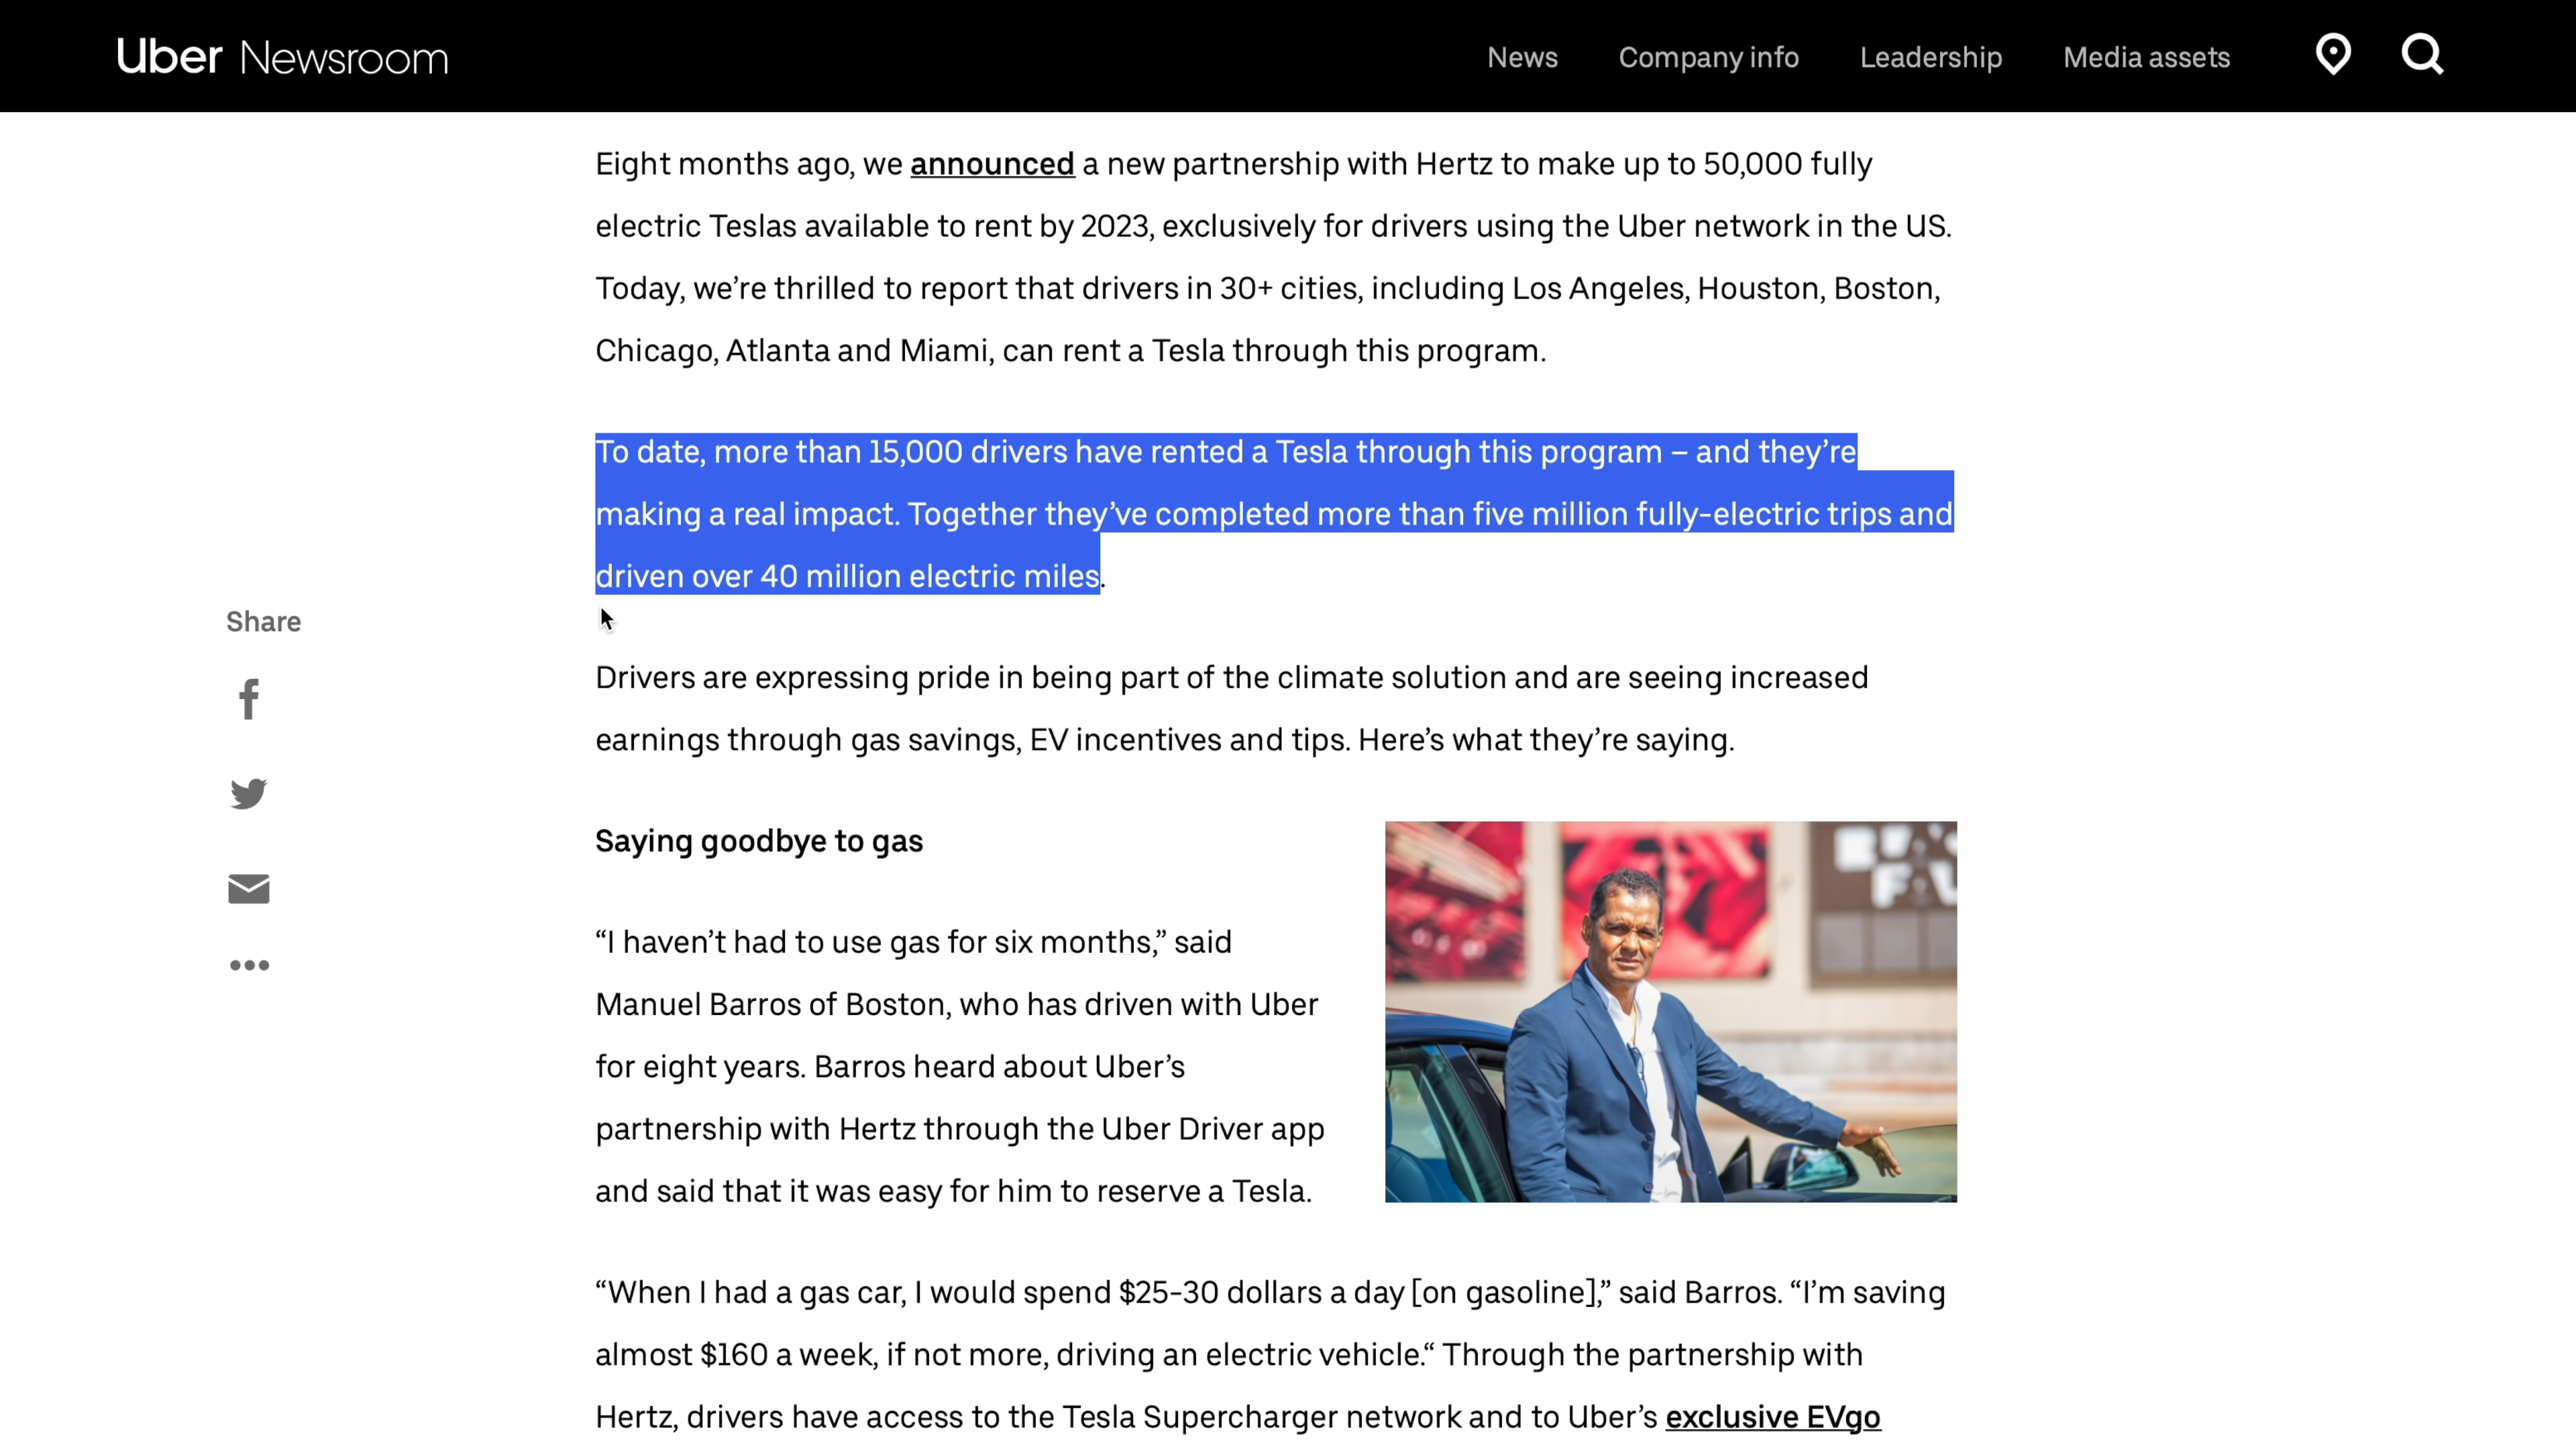 Uber Newsroom
News
Company info
Leadership
Media assets
Eight months ago, we announced a new partnership with Hertz to make up to 50,000 fully
electric Teslas available to rent by 2023, exclusively for drivers using the Uber network in the US.
Today, we’re thrilled to report that drivers in 30+ cities, including Los Angeles, Houston, Boston,
Chicago, Atlanta and Miami, can rent a Tesla through this program.
To date, more than 15,000 drivers have rented a Tesla through this program – and they’re
making a real impact. Together they’ve completed more than five million fully-electric trips and
driven over 40 million electric miles.
Share
Drivers are expressing pride in being part of the climate solution and are seeing increased
earnings through gas savings, EV incentives and tips. Here’s what they’re saying.
Saying goodbye to gas
“I haven’t had to use gas for six months,” said
Manuel Barros of Boston, who has driven with Uber
for eight years. Barros heard about Uber’s
partnership with Hertz through the Uber Driver app
and said that it was easy for him to reserve a Tesla.
“When I had a gas car, I would spend $25-30 dollars a day [on gasoline],” said Barros. “I’m saving
almost $160 a week, if not more, driving an electric vehicle.“ Through the partnership with
Hertz, drivers have access to the Tesla Supercharger network and to Uber’s exclusive EVgo